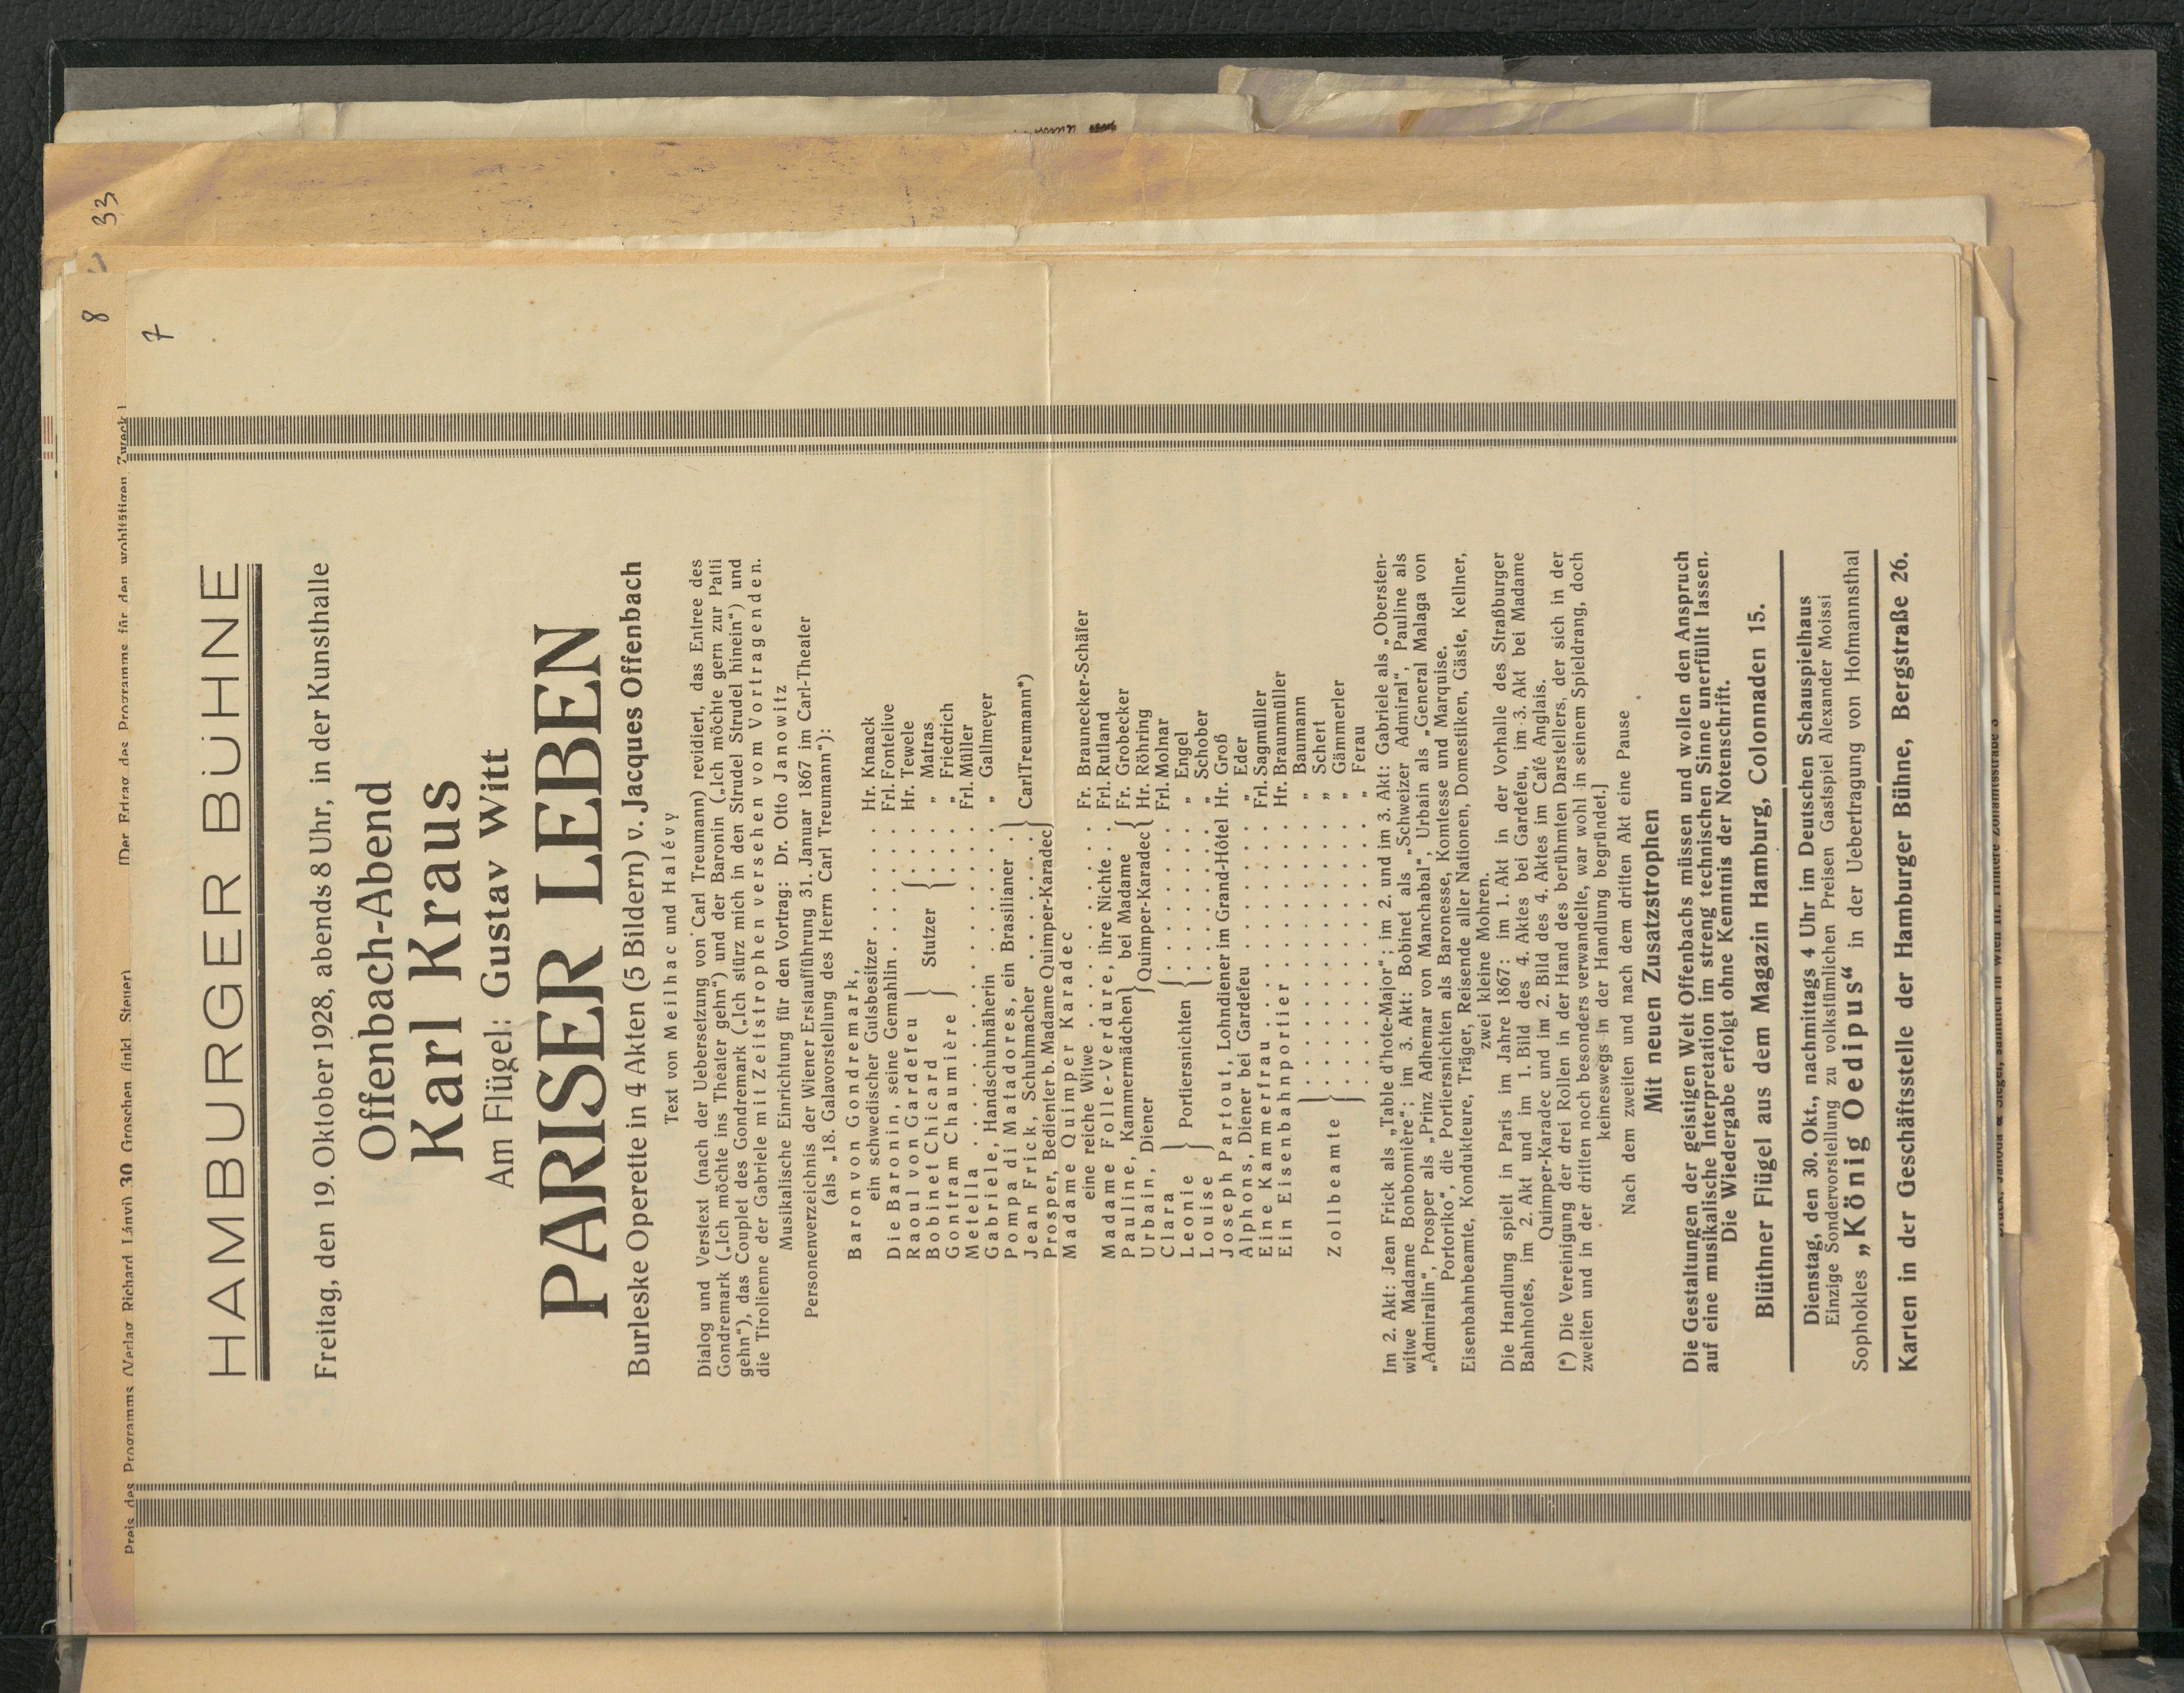 33
8
7
Preis des Programms (Verlag Richard Lányi) 30 Groschen (inkl. Steuer) [Der Ertrag des Programms für den wohltätigen Zweck]
HAMBURGER BÜHNE
Freitag, den 19. Oktober 1928, abends 8 Uhr, in der Kunsthalle
Offenbach-Abend
Karl Kraus
Am Flügel: Gustav Witt
PARISER LEBEN
Burleske Operette in 4 Akten (5 Bildern) v. Jacques Offenbach
Text von Meilhac und Halévy
Dialog und Verstext (nach der Uebersetzung von Carl Treumann) revidiert, das Entree des
Gondremark („Ich möchte ins Theater gehn“) und der Baronin („Ich möchte gern zur Patti
gehn“), das Couplet des Gondremark („Ich stürz mich in den Strudel Strudel hinein“) und
die Tirolienne der Gabriele mit Zeitstrophen versehen vom Vortragenden.
Musikalische Einrichtung für den Vortrag: Dr. Otto Janowitz
Personenverzeichnis der Wiener Erstaufführung 31. Januar 1867 im Carl-Theater
(als „18. Galavorstellung des Herrn Carl Treumann“):
Baron von Gondremark,
ein schwedischer Gutsbesitzer . . . . . . Hr. Knaack
Die Baronin, seine Gemahlin . . . . . . Frl. Fontelive
Raoul von Gardefeu } Stutzer { . . . Hr. Tewele
Bobinet Chicard } Stutzer { . . . „ Matras
Gontram Chaumière } Stutzer { . . . „ Friedrich
Metella . . . . . . . . . . . . . Frl. Müller
Gabriele, Handschuhnäherin . . . . . . „ Gallmeyer
Pompa di Matadores, ein Brasilianer . . }
Jean Frick, Schuhmacher . . . . . . } Carl Treumann*)
Prosper, Bedienter b. Madame Quimper-Karadec }
Madame Quimper Karadec
eine reiche Witwe . . . . . . . . . Fr. Braunecker-Schäfer
Madame Folle-Verdure, ihre Nichte . . Frl. Rutland
Pauline, Kammermädchen } bei Madame { Fr. Grobecker
Urbain, Diener } Quimper-Karadec { Hr. Röhring
Clara } Portiersnichten { . . . . . . Frl. Molnar
Leonie } Portiersnichten { . . . . . . „ Engel
Louise } Portiersnichten { . . . . . . „ Schober
Joseph Partout, Lohndiener im Grand-Hôtel Hr. Groß
Alphons, Diener bei Gardefeu . . . . . . „ Eder
Eine Kammerfrau . . . . . . . . . . . Frl. Sagmüller
Ein Eisenbahnportier . . . . . . . . . Hr. Braunmüller
Zollbeamte { . . . . . . . . . „ Baumann
. . . . . . . . . „ Schert
. . . . . . . . . „ Gämmerler
. . . . . . . . . „ Ferau
Im 2. Akt: Jean Frick als „Table d'hote-Major“; im 2. und im 3. Akt: Gabriele als „Obersten-
witwe Madame Bonbonnière“; im 3. Akt: Bobinet als „Schweizer Admiral“, Pauline als
„Admiralin“, Prosper als „Prinz Adhemar von Manchabal“, Urbain als „General Malaga von
Portoriko“, die Portiersnichten als Baronesse, Komtesse und Marquise.
Eisenbahnbeamte, Kondukteure, Träger, Reisende aller Nationen, Domestiken, Gäste, Kellner,
zwei kleine Mohren.
Die Handlung spielt in Paris im Jahre 1867: im 1. Akt in der Vorhalle des Straßburger
Bahnhofes, im 2. Akt und im 1. Bild des 4. Aktes bei Gardefeu, im 3. Akt bei Madame
Quimper-Karadec und im 2. Bild des 4. Aktes im Café Anglais.
[*) Die Vereinigung der drei Rollen in der Hand des berühmten Darstellers, der sich in der
zweiten und in der dritten noch besonders verwandelte, war wohl in seinem Spieldrang, doch
keineswegs in der Handlung begründet.]
Nach dem zweiten und nach dem dritten Akt eine Pause
Mit neuen Zusatzstrophen
Die Gestaltungen der geistigen Welt Offenbachs müssen und wollen den Anspruch
auf eine musikalische Interpretation im streng technischen Sinne unerfüllt lassen.
Die Wiedergabe erfolgt ohne Kenntnis der Notenschrift.
Blüthner Flügel aus dem Magazin Hamburg, Colonnaden 15.
Dienstag, den 30. Okt., nachmittags 4 Uhr im Deutschen Schauspielhaus
Einzige Sondervorstellung zu volkstümlichen Preisen Gastspiel Alexander Moissi
Sophokles „König Oedipus“ in der Uebertragung von Hofmannsthal
Karten in der Geschäftsstelle der Hamburger Bühne, Bergstraße 26.